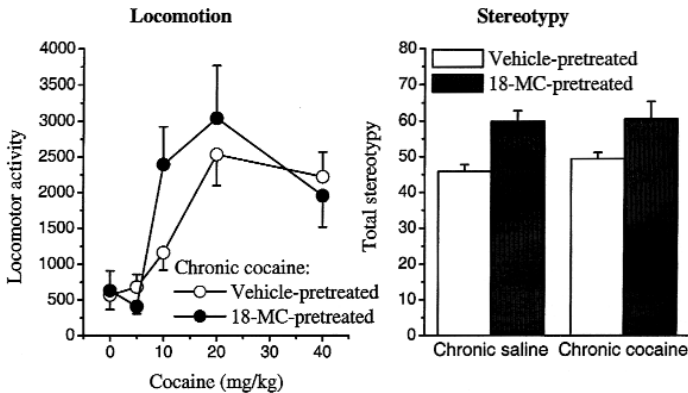 Locomotion
4000
3500
3000
2500
2000
1500
1000
500
0
Locomotor activity
Chronic cocaine:
Vehicle-pretreated
18-MC-pretreated
0 10 20 30 40
Cocaine (mg/kg)
Stereotypy
80
70
60
50
40
30
20
10
0
Total stereotypy
Vehicle-pretreated
18-MC-pretreated
Chronic saline Chronic cocaine